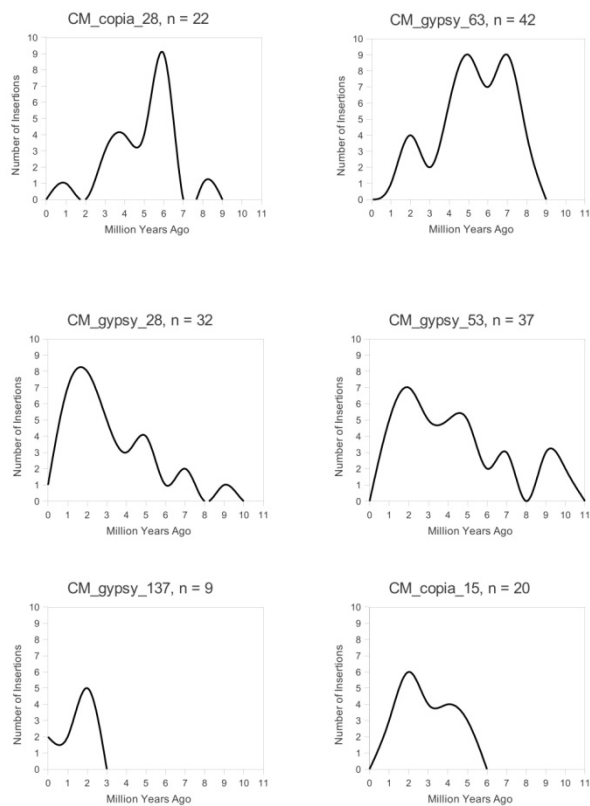 CM_copia_28, n = 22
Number of Insertions
10
9
8
7
6
5
4
3
2
1
0
0 1 2 3 4 5 6 7 8 9 10 11
Million Years Ago
CM_gypsy_63, n = 42
Number of Insertions
10
9
8
7
6
5
4
3
2
1
0
0 1 2 3 4 5 6 7 8 9 10 11
Million Years Ago
CM_gypsy_28, n = 32
Number of Insertions
10
9
8
7
6
5
4
3
2
1
0
0 1 2 3 4 5 6 7 8 9 10 11
Million Years Ago
CM_gypsy_53, n = 37
Number of Insertions
10
9
8
7
6
5
4
3
2
1
0
0 1 2 3 4 5 6 7 8 9 10 11
Million Years Ago
CM_gypsy_137, n = 9
Number of Insertions
10
9
8
7
6
5
4
3
2
1
0
0 1 2 3 4 5 6 7 8 9 10 11
Million Years Ago
CM_copia_15, n = 20
Number of Insertions
10
9
8
7
6
5
4
3
2
1
0
0 1 2 3 4 5 6 7 8 9 10 11
Million Years Ago